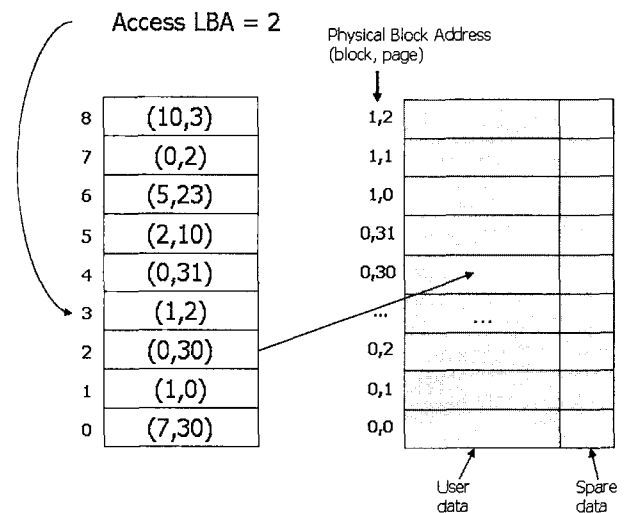 Access LBA = 2
Physical Block Address
(block, page)
8 (10,3)
7 (0,2)
6 (5,23)
5 (2,10)
4 (0,31)
3 (1,2)
2 (0,30)
1 (1,0)
0 (7,30)
1,2
1,1
1,0
0,31
0,30
... ...
0,2
0,1
0,0
User
data
Spare
data